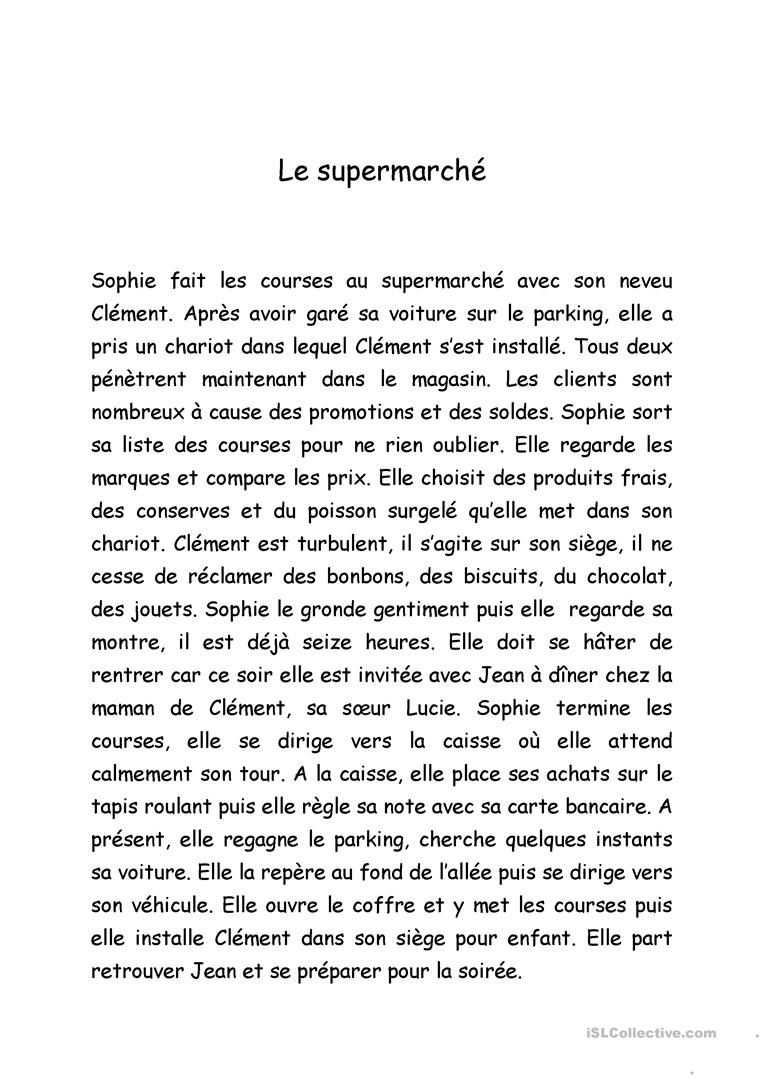 Le supermarché
Sophie fait les courses au supermarché avec son neveu
Clément. Après avoir garé sa voiture sur le parking, elle a
pris un chariot dans lequel Clément s’est installé. Tous deux
pénètrent maintenant dans le magasin. Les clients sont
nombreux à cause des promotions et des soldes. Sophie sort
sa liste des courses pour ne rien oublier. Elle regarde les
marques et compare les prix. Elle choisit des produits frais,
des conserves et du poisson surgelé qu’elle met dans son
chariot. Clément est turbulent, il s’agite sur son siège, il ne
cesse de réclamer des bonbons, des biscuits, du chocolat,
des jouets. Sophie le gronde gentiment puis elle regarde sa
montre, il est déjà seize heures. Elle doit se hâter de
rentrer car ce soir elle est invitée avec Jean à dîner chez la
maman de Clément, sa sœur Lucie. Sophie termine les
courses, elle se dirige vers la caisse où elle attend
calmement son tour. A la caisse, elle place ses achats sur le
tapis roulant puis elle règle sa note avec sa carte bancaire. A
présent, elle regagne le parking, cherche quelques instants
sa voiture. Elle la repère au fond de l’allée puis se dirige vers
son véhicule. Elle ouvre le coffre et y met les courses puis
elle installe Clément dans son siège pour enfant. Elle part
retrouver Jean et se préparer pour la soirée.
iSLCollective.com